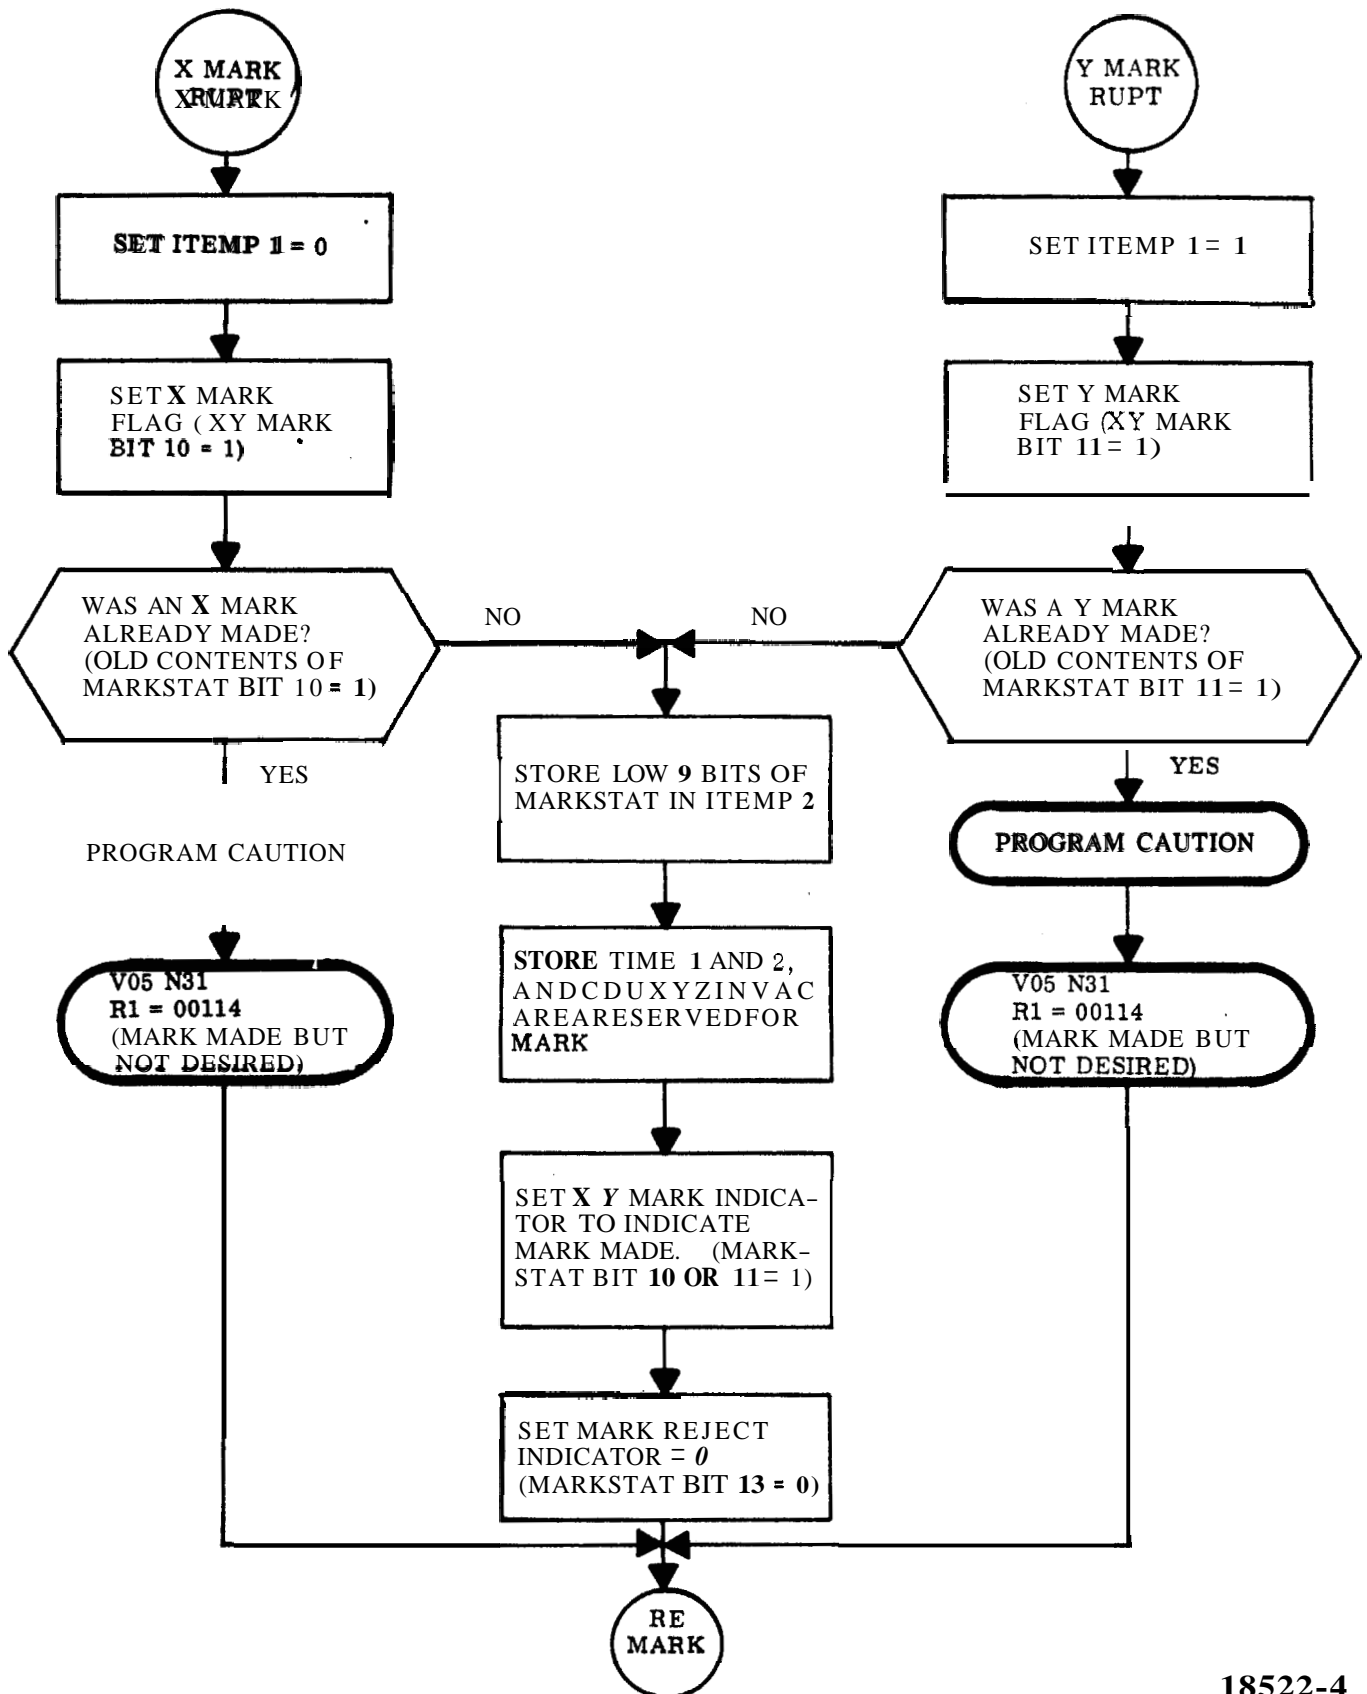 X MARK
RUPT
X MARK
Y MARK
RUPT
SET ITEMP 1 = 0
SET ITEMP 1 = 1
SET X MARK
FLAG ( XY MARK
BIT 10 = 1)
SET Y MARK
FLAG (XY MARK
BIT 11 = 1)
WAS AN X MARK
ALREADY MADE?
(OLD CONTENTS OF
MARKSTAT BIT 10 = 1)
NO
NO
WAS A Y MARK
ALREADY MADE?
(OLD CONTENTS OF
MARKSTAT BIT 11 = 1)
YES
YES
STORE LOW 9 BITS OF
MARKSTAT IN ITEMP 2
PROGRAM CAUTION
PROGRAM CAUTION
V05 N31
R1 = 00114
(MARK MADE BUT
NOT DESIRED)
STORE TIME 1 AND 2,
ANDCDUXYZINVAC
AREARESERVEDFOR
MARK
V05 N31
R1 = 00114
(MARK MADE BUT
NOT DESIRED)
SET X Y MARK INDICA-
TOR TO INDICATE
MARK MADE. (MARK-
STAT BIT 10 OR 11 = 1)
SET MARK REJECT
INDICATOR = 0
(MARKSTAT BIT 13 = 0)
RE
MARK
18522-4